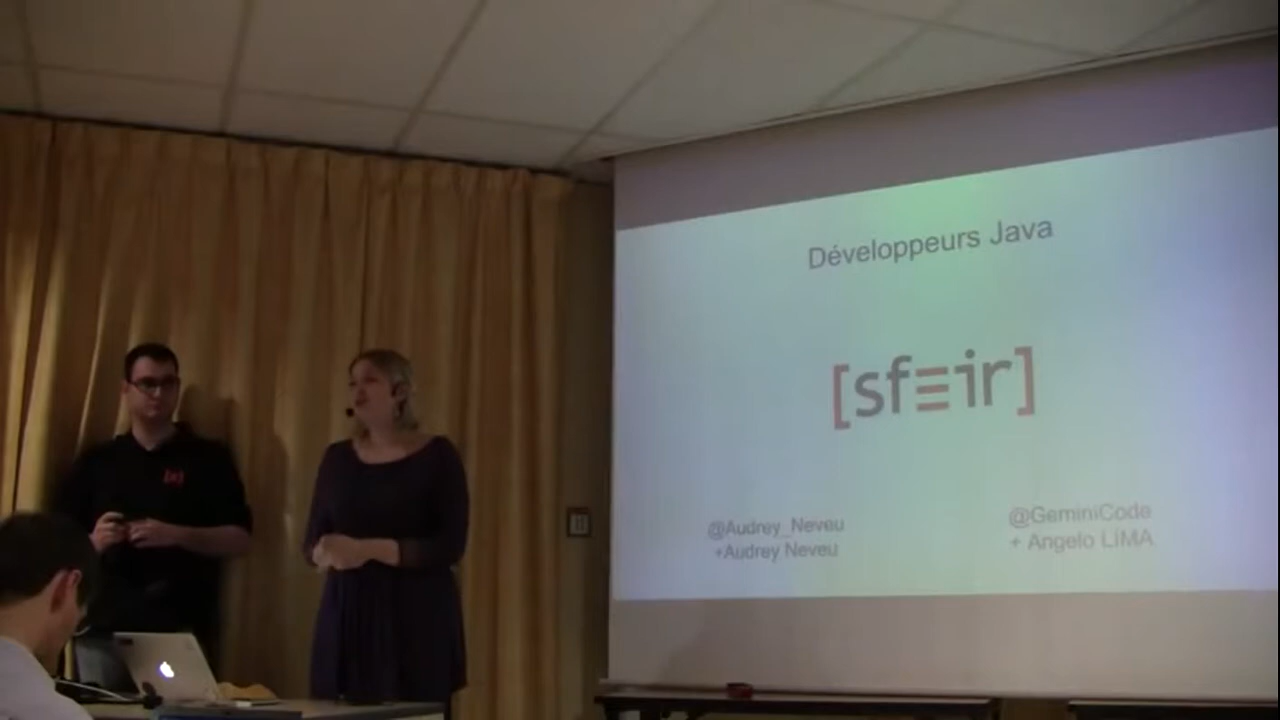 Développeurs Java
[sfeir]
@Audrey_Neveu
+Audrey Neveu
@GeminiCode
+ Angelo LIMA